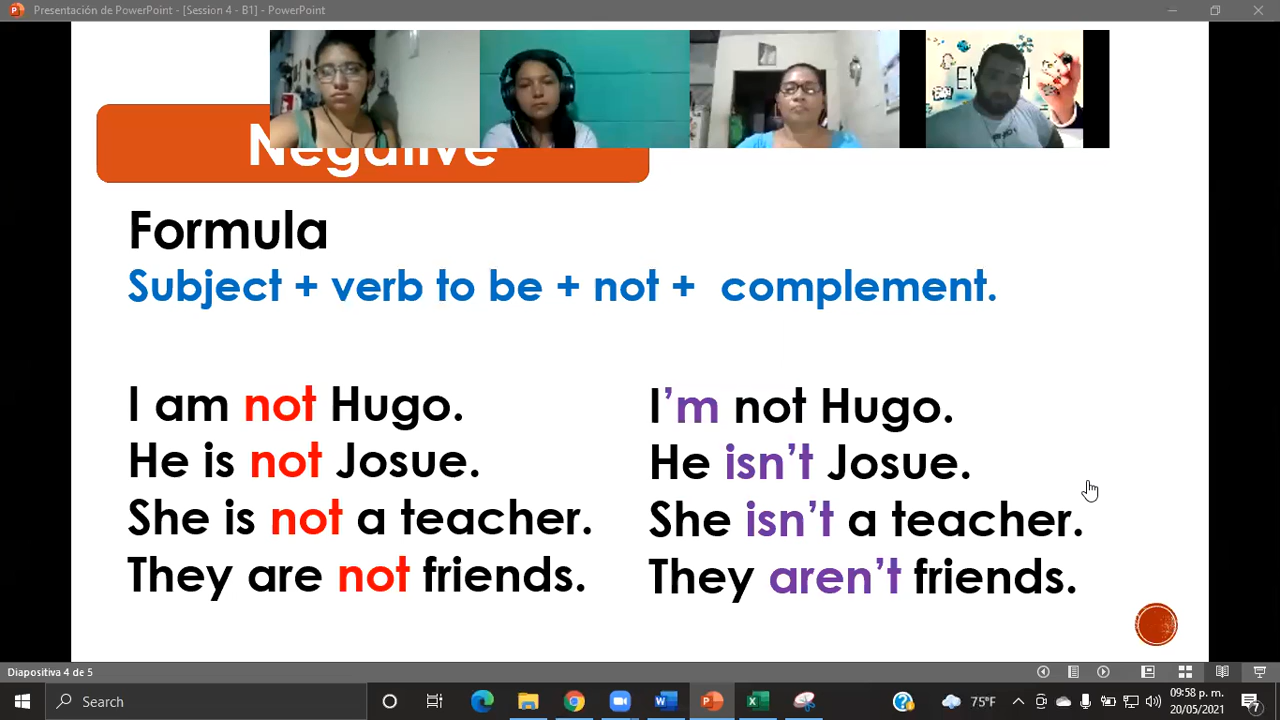 Presentación de PowerPoint - [Session 4 - B1] - PowerPoint
Negative
Formula
Subject + verb to be + not + complement.
I am not Hugo.
He is not Josue.
She is not a teacher.
They are not friends.
I'm not Hugo.
He isn't Josue.
She isn't a teacher.
They aren't friends.
Diapositiva 4 de 5
Search
75°F
09:58 p. m.
20/05/2021
7